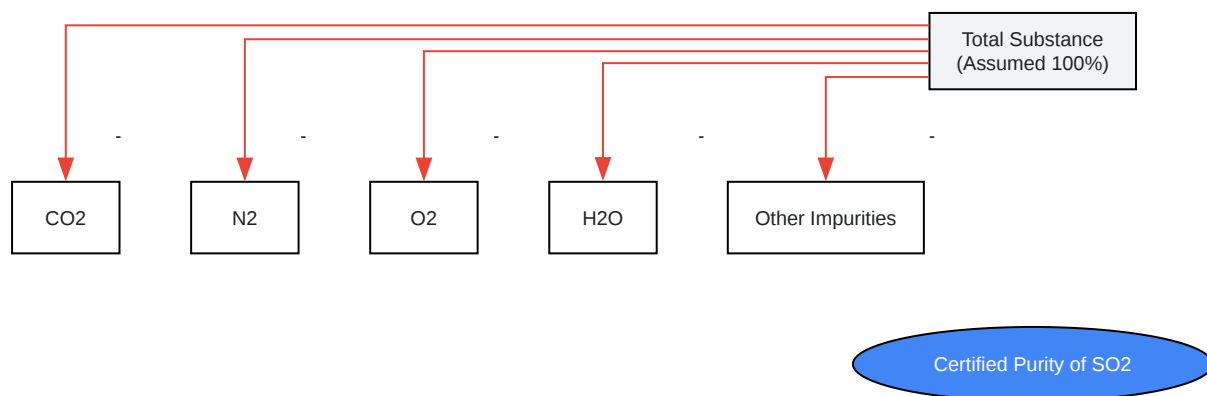 Total Substance
(Assumed 100%)
- - - - -
CO2 N2 O2 H2O Other Impurities
Certified Purity of SO2